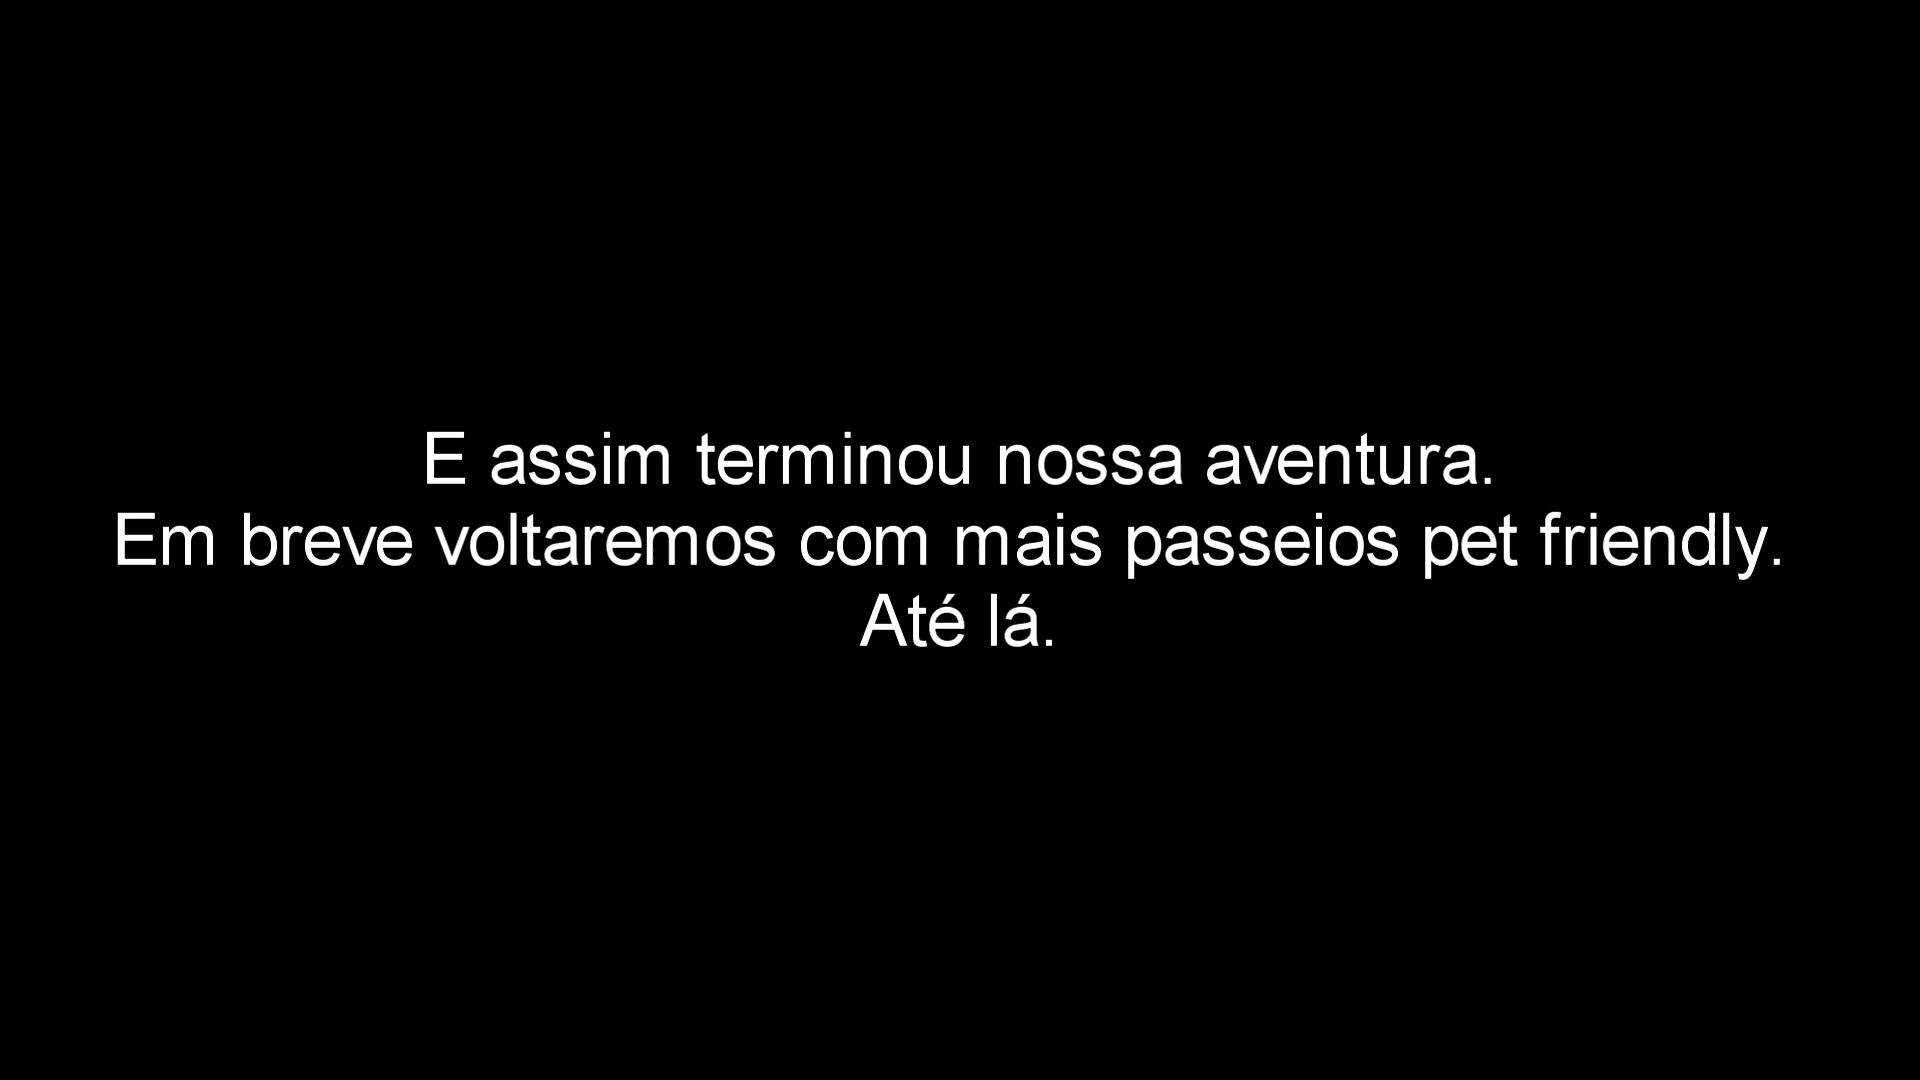 E assim terminou nossa aventura.
Em breve voltaremos com mais passeios pet friendly.
Até lá.